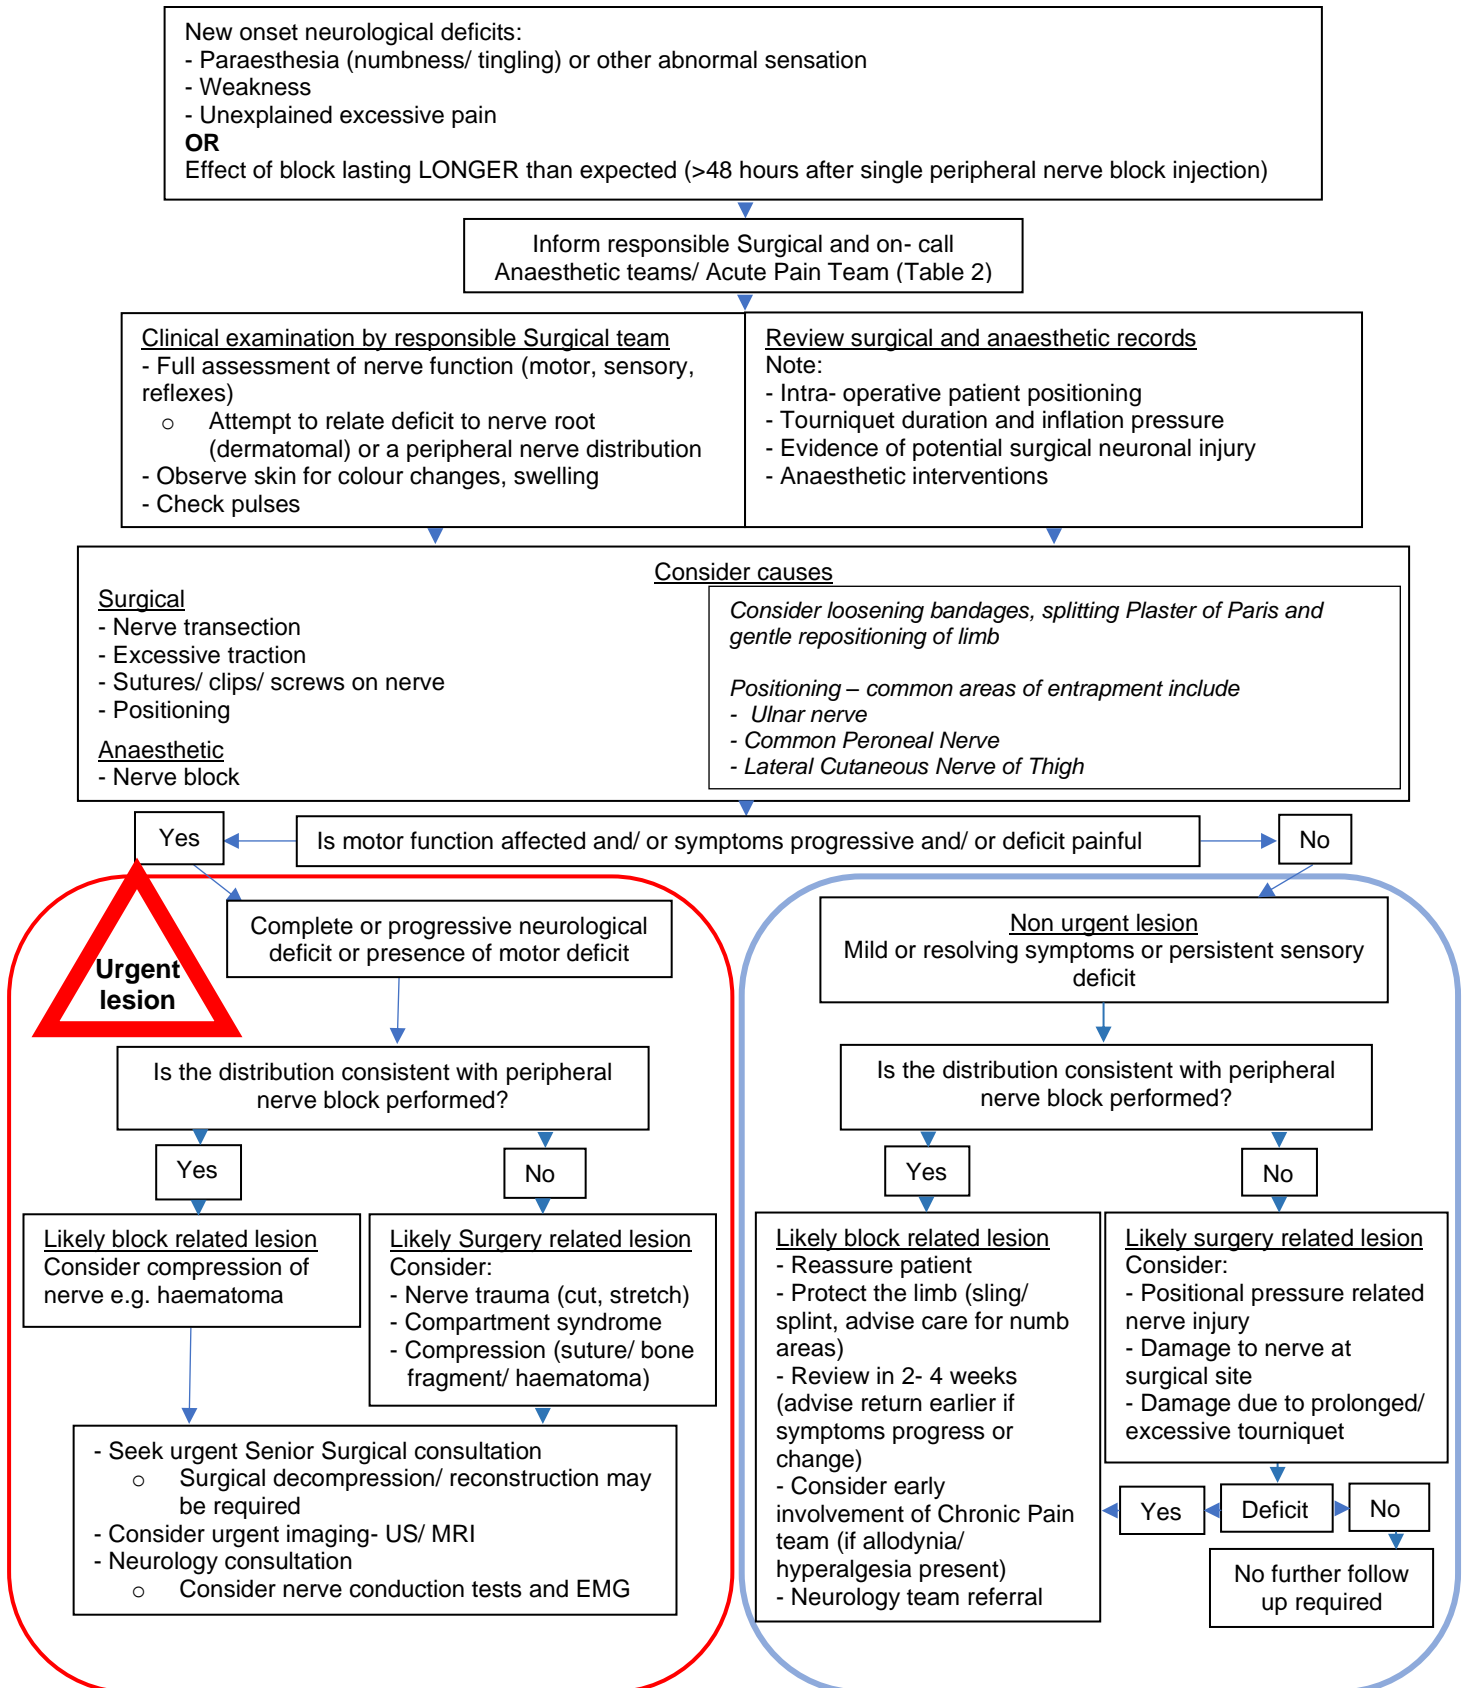 New onset neurological deficits:
- Paraesthesia (numbness/ tingling) or other abnormal sensation
- Weakness
- Unexplained excessive pain
OR
Effect of block lasting LONGER than expected (>48 hours after single peripheral nerve block injection)
Inform responsible Surgical and on- call
Anaesthetic teams/ Acute Pain Team (Table 2)
Clinical examination by responsible Surgical team
- Full assessment of nerve function (motor, sensory,
reflexes)
o Attempt to relate deficit to nerve root
(dermatomal) or a peripheral nerve distribution
- Observe skin for colour changes, swelling
- Check pulses
Review surgical and anaesthetic records
Note:
- Intra- operative patient positioning
- Tourniquet duration and inflation pressure
- Evidence of potential surgical neuronal injury
- Anaesthetic interventions
Consider causes
Surgical
- Nerve transection
- Excessive traction
- Sutures/ clips/ screws on nerve
- Positioning
Anaesthetic
- Nerve block
Consider loosening bandages, splitting Plaster of Paris and
gentle repositioning of limb
Positioning – common areas of entrapment include
- Ulnar nerve
- Common Peroneal Nerve
- Lateral Cutaneous Nerve of Thigh
Yes
Is motor function affected and/ or symptoms progressive and/ or deficit painful
No
Urgent
lesion
Complete or progressive neurological
deficit or presence of motor deficit
Is the distribution consistent with peripheral
nerve block performed?
Yes
No
Likely block related lesion
Consider compression of
nerve e.g. haematoma
Likely Surgery related lesion
Consider:
- Nerve trauma (cut, stretch)
- Compartment syndrome
- Compression (suture/ bone
fragment/ haematoma)
- Seek urgent Senior Surgical consultation
o Surgical decompression/ reconstruction may
be required
- Consider urgent imaging- US/ MRI
- Neurology consultation
o Consider nerve conduction tests and EMG
Non urgent lesion
Mild or resolving symptoms or persistent sensory
deficit
Is the distribution consistent with peripheral
nerve block performed?
Yes
No
Likely block related lesion
- Reassure patient
- Protect the limb (sling/
splint, advise care for numb
areas)
- Review in 2- 4 weeks
(advise return earlier if
symptoms progress or
change)
- Consider early
involvement of Chronic Pain
team (if allodynia/
hyperalgesia present)
- Neurology team referral
Likely surgery related lesion
Consider:
- Positional pressure related
nerve injury
- Damage to nerve at
surgical site
- Damage due to prolonged/
excessive tourniquet
Yes
Deficit
No
No further follow
up required